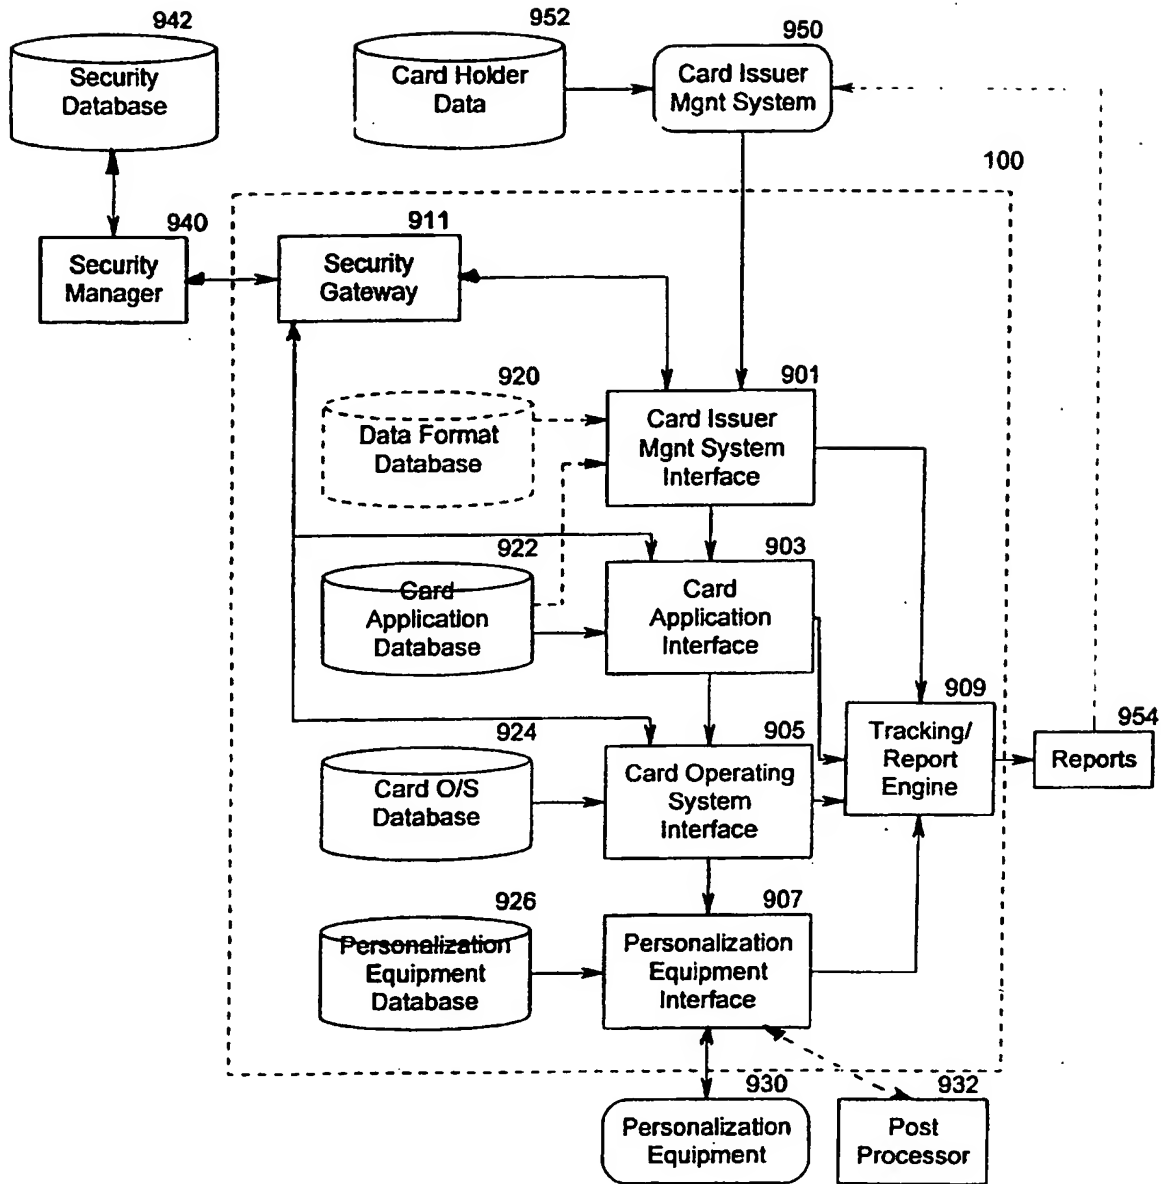 942
952
950
Security
Database
Card Holder
Data
Card Issuer
Mgnt System
100
940
911
Security
Manager
Security
Gateway
920
901
Data Format
Database
Card Issuer
Mgnt System
Interface
922
903
Card
Application
Database
Card
Application
Interface
909
924
905
954
Tracking/
Report
Engine
Reports
Card O/S
Database
Card Operating
System
Interface
926
907
Personalization
Equipment
Database
Personalization
Equipment
Interface
930
932
Personalization
Equipment
Post
Processor